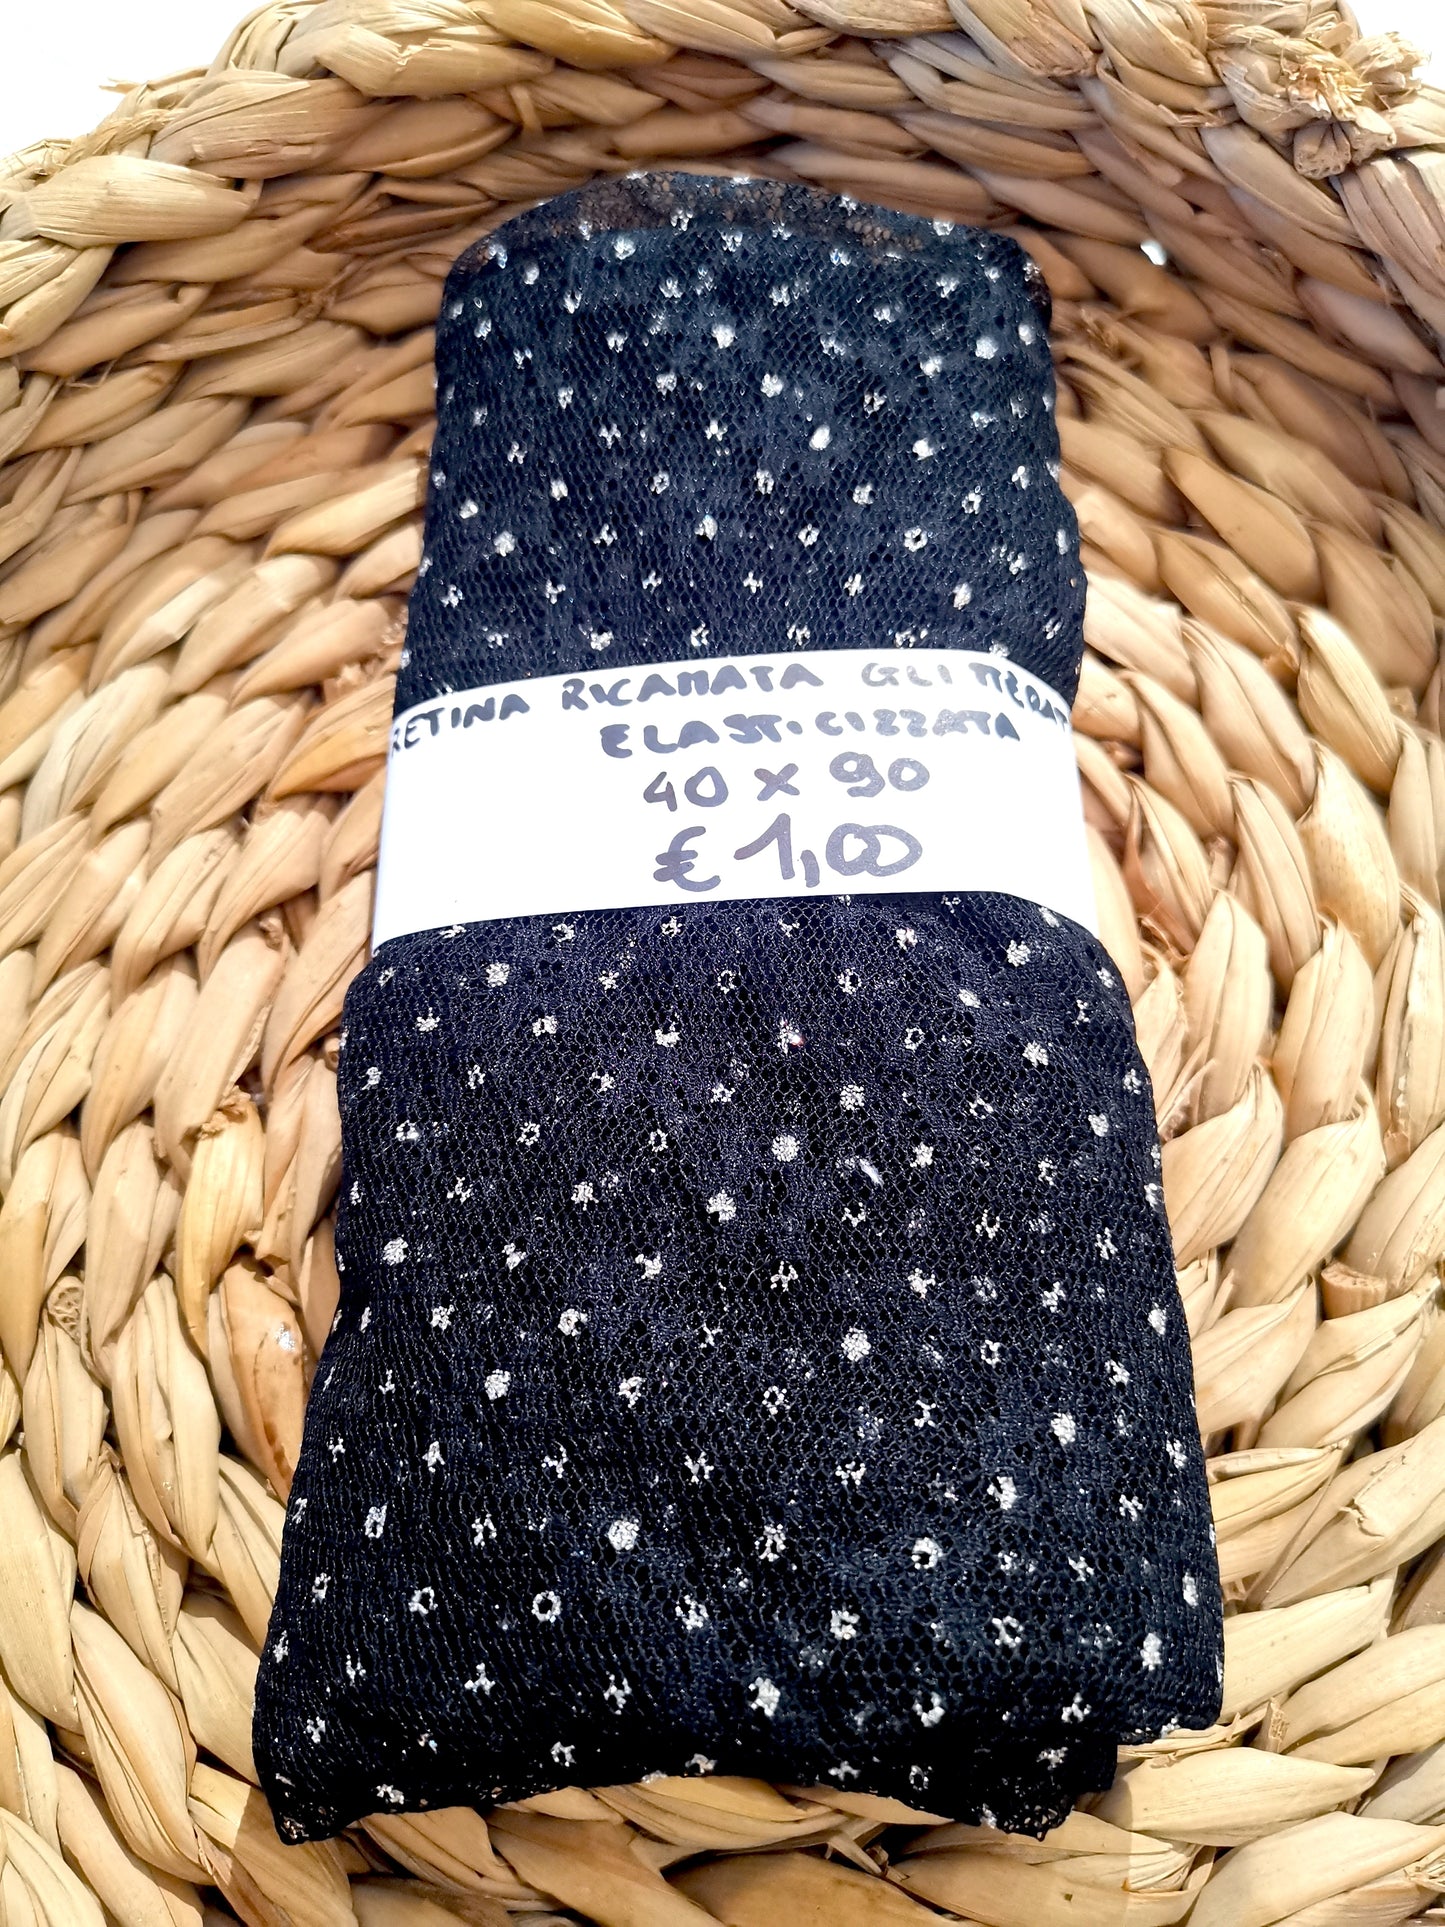 RETINA RICAMATA GLITTERAT
ELASTICIZZATA
40 x 90
€ 1,00